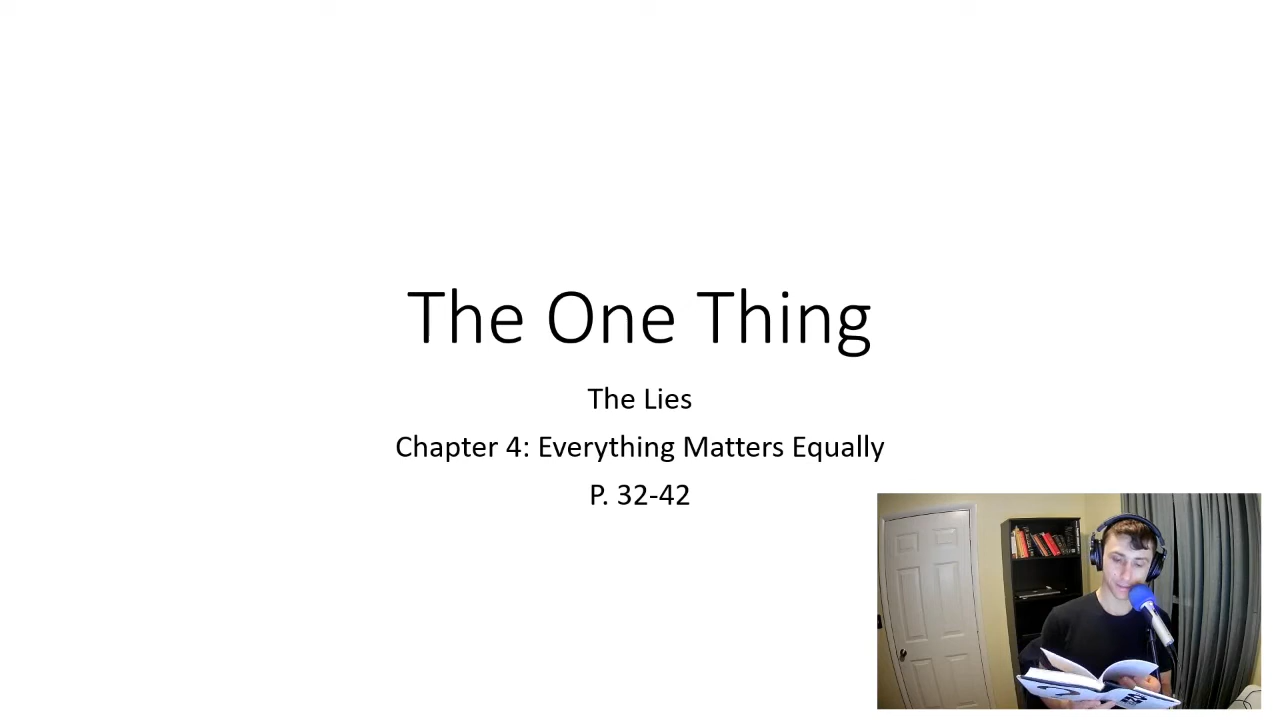 The One Thing
The Lies
Chapter 4: Everything Matters Equally
P. 32-42